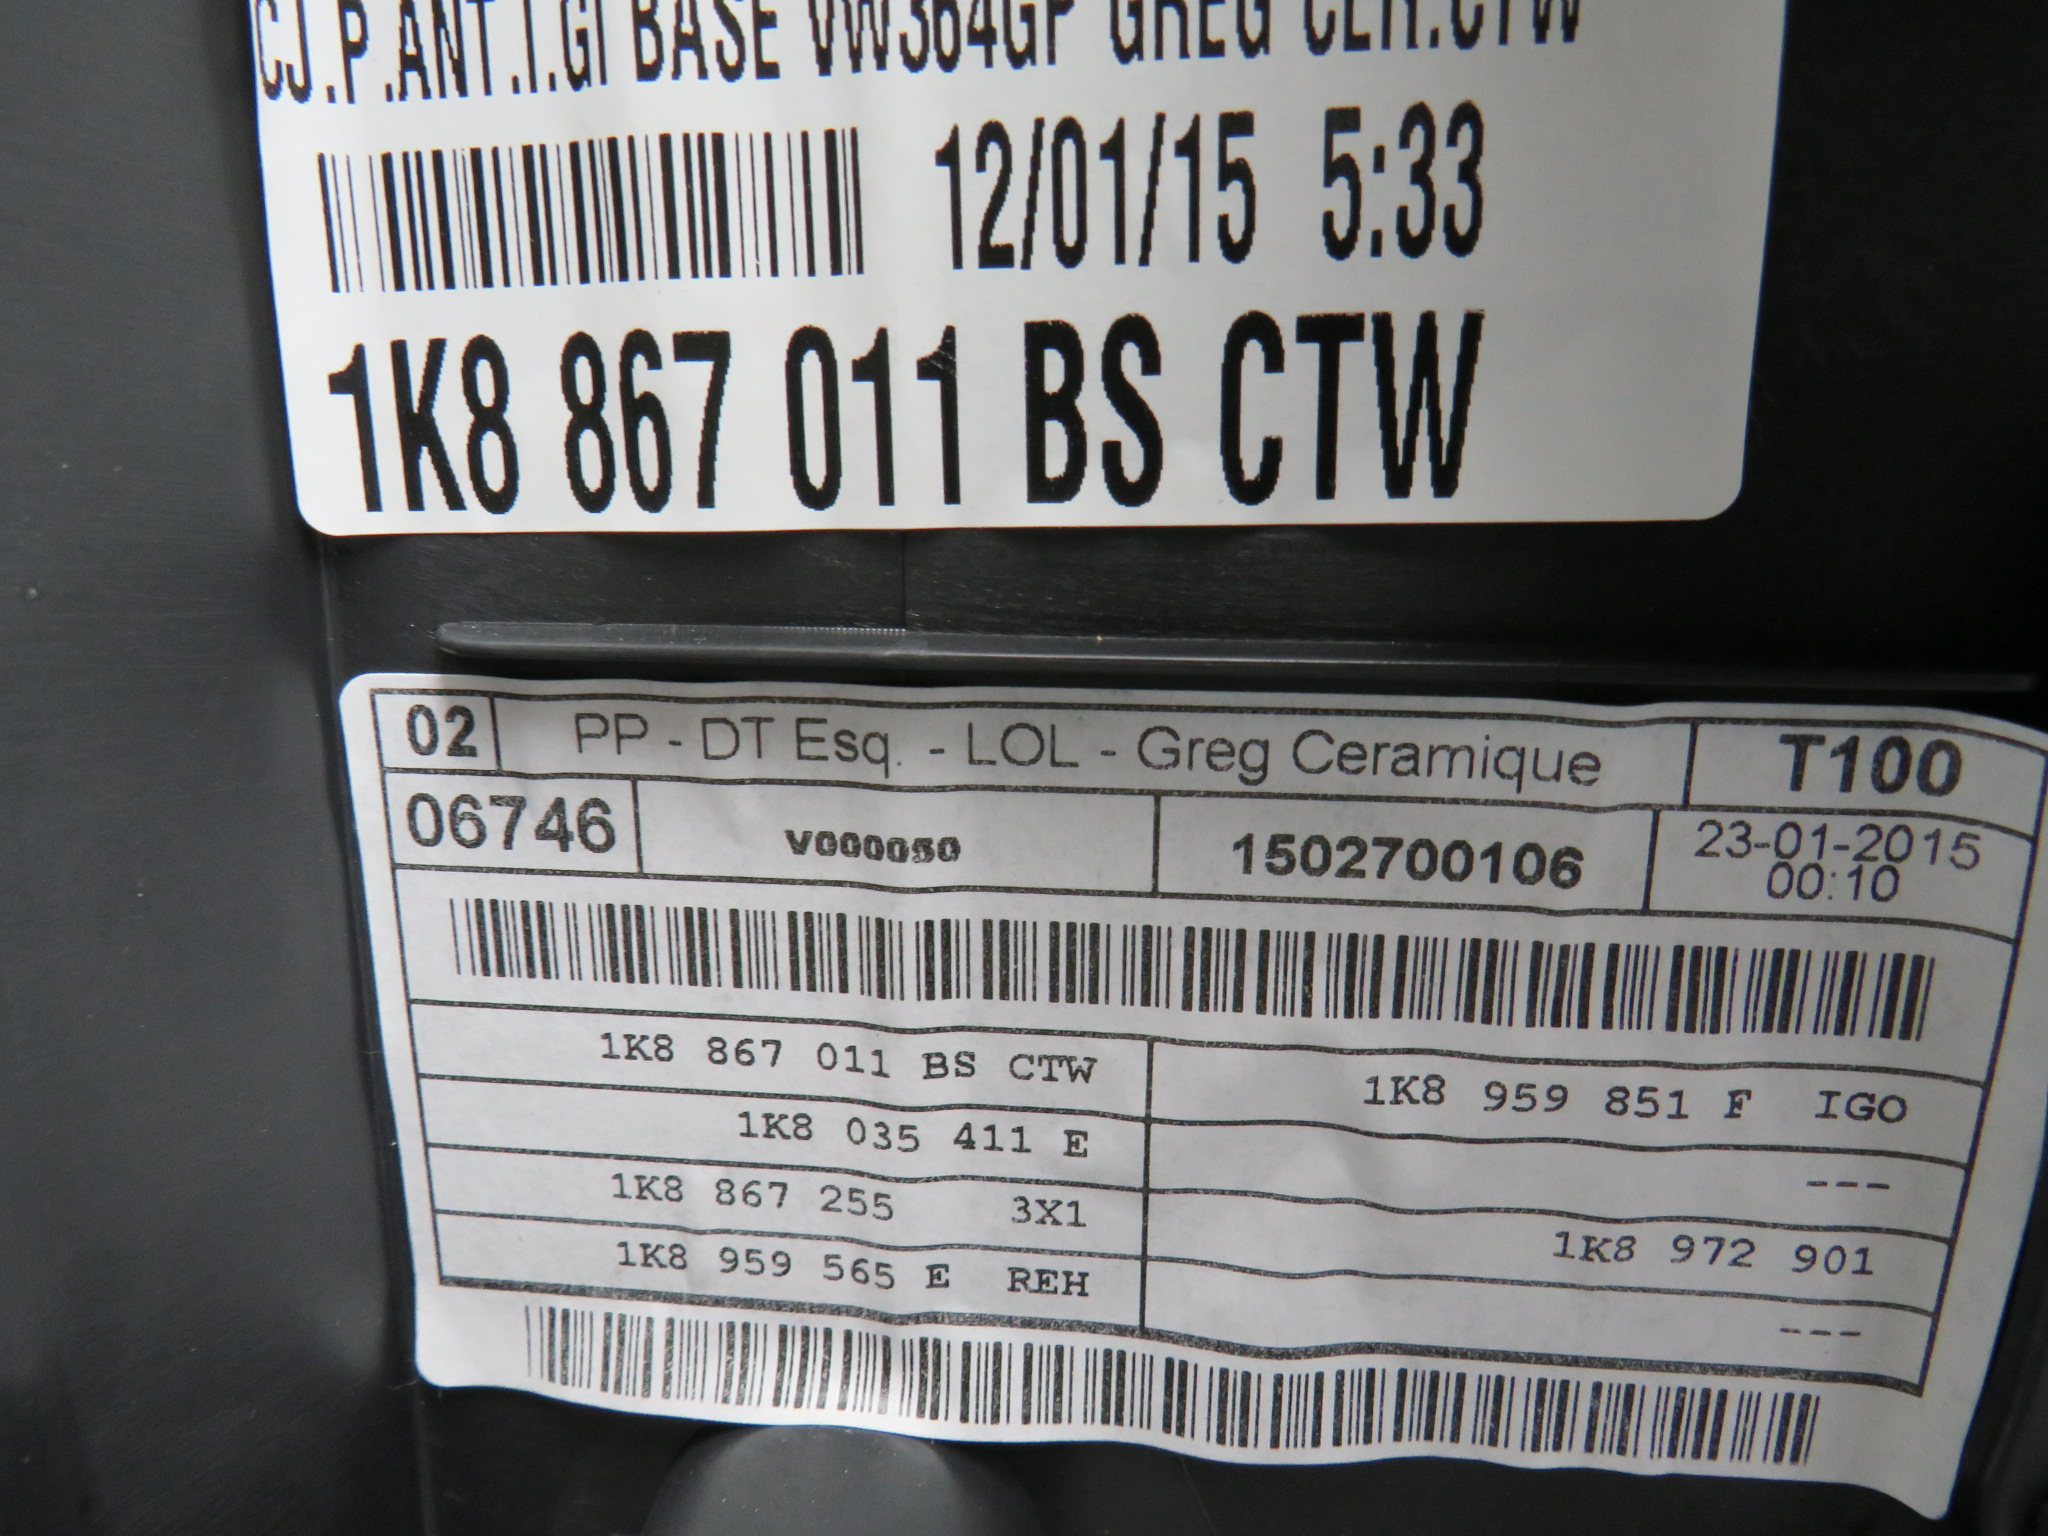 CJ.P.ANT.I.GI BASE VW364GP GREG CER.CTW
12/01/15 5:33
1K8 867 011 BS CTW
02 PP - DT Esq. - LOL - Greg Ceramique T100
06746 V000050 1502700106 23-01-2015
00:10
1K8 867 011 BS CTW 1K8 959 851 F IGO
1K8 035 411 E ---
1K8 867 255 3X1 1K8 972 901
1K8 959 565 E REH ---